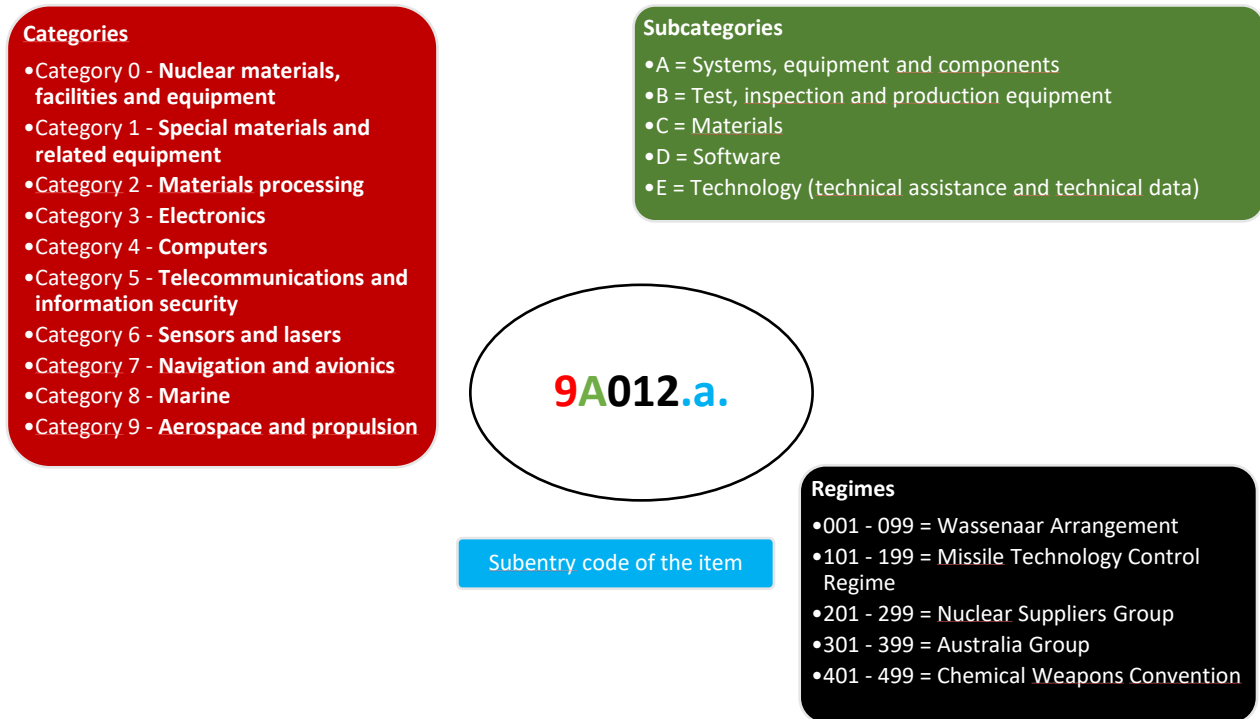 Categories
•Category 0 - Nuclear materials,
facilities and equipment
•Category 1 - Special materials and
related equipment
•Category 2 - Materials processing
•Category 3 - Electronics
•Category 4 - Computers
•Category 5 - Telecommunications and
information security
•Category 6 - Sensors and lasers
•Category 7 - Navigation and avionics
•Category 8 - Marine
•Category 9 - Aerospace and propulsion
Subcategories
•A = Systems, equipment and components
•B = Test, inspection and production equipment
•C = Materials
•D = Software
•E = Technology (technical assistance and technical data)
9A012.a.
Subentry code of the item
Regimes
•001 - 099 = Wassenaar Arrangement
•101 - 199 = Missile Technology Control
Regime
•201 - 299 = Nuclear Suppliers Group
•301 - 399 = Australia Group
•401 - 499 = Chemical Weapons Convention